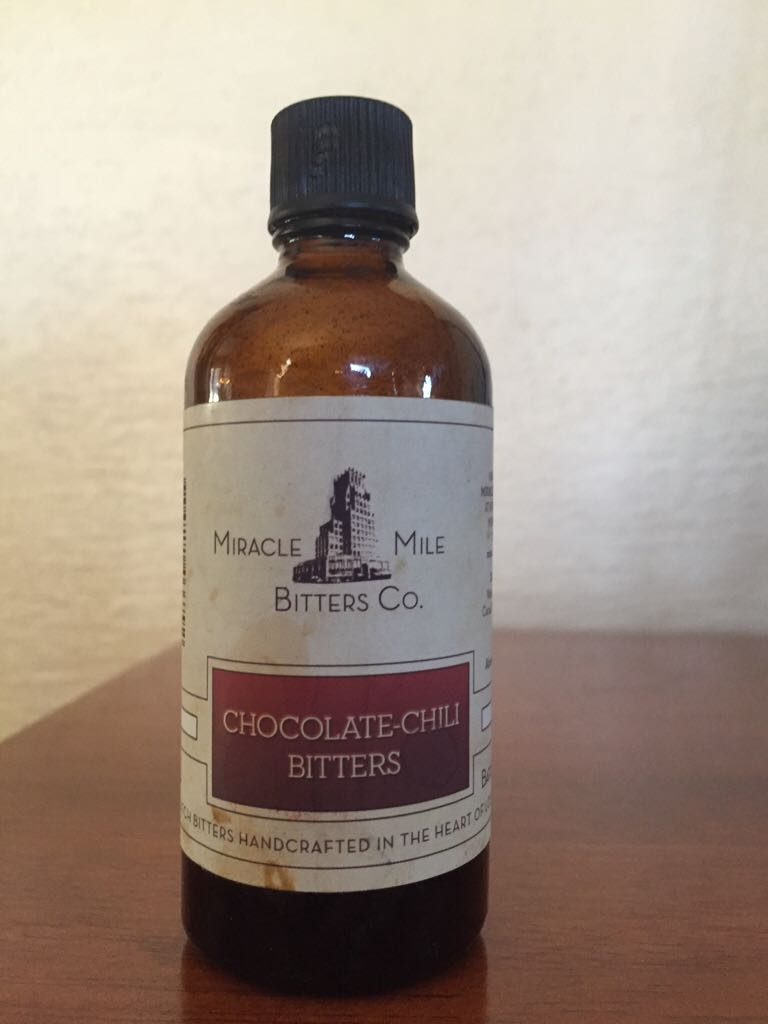 MIRACLE MILE
BITTERS CO.
CHOCOLATE-CHILI
BITTERS
BITTERS HANDCRAFTED IN THE HEART OF